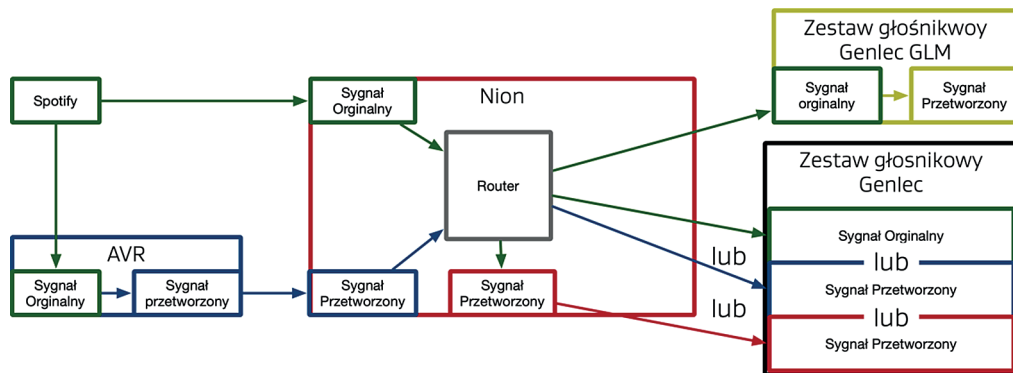 Zestaw głośnikwoy
Genlec GLM
Sygnał
orginalny
Sygnał
Przetworzony
Spotify
Sygnał
Orginalny
Nion
Router
Zestaw głosnikowy
Genlec
Sygnał Orginalny
lub
Sygnał Przetworzony
lub
Sygnał Przetworzony
lub
lub
AVR
Sygnał
Orginalny
Sygnał
przetworzony
Sygnał
Przetworzony
Sygnał
Przetworzony